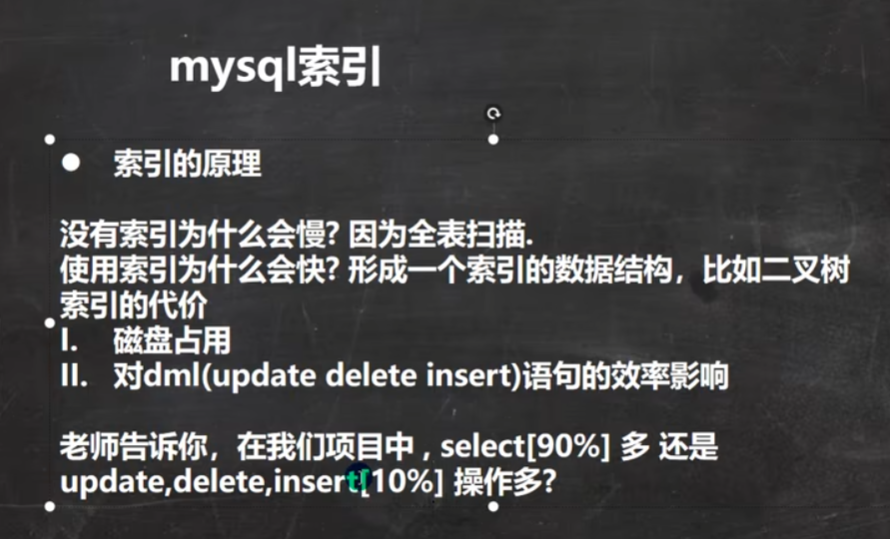 mysql索引
● 索引的原理
没有索引为什么会慢? 因为全表扫描.
使用索引为什么会快? 形成一个索引的数据结构，比如二叉树
索引的代价
I. 磁盘占用
II. 对dml(update delete insert)语句的效率影响
老师告诉你，在我们项目中 , select[90%] 多 还是
update,delete,insert[10%] 操作多?